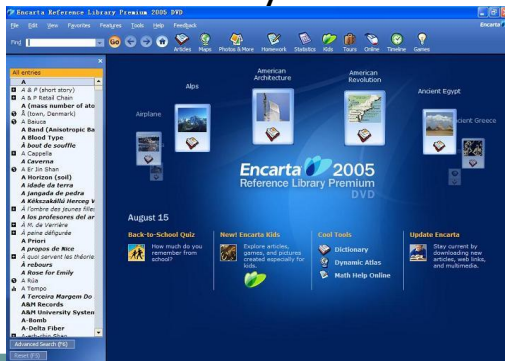 Encarta Reference Library Premium 2005 DVD
File Edit View Favorites Features Tools Help Feedback
Encarta
Find
GO
Articles Maps Photos & More Homework Statistics Kids Tours Online Timeline Games
All entries
A
A & P (short story)
A & P Retail Chain
A (mass number of ato
Å (town, Denmark)
A Baiuca
A Band (Anisotropic Ba
A Blood Type
À bout de souffle
A Cappella
A Caverna
A Er Jin Shan
A Horizon (soil)
A idade da terra
A jangada de pedra
A Kékszakállú Herceg V
À l'ombre des jeunes filles
A los profesores del ar
À M. de Verrière
À peine défigurée
A Priori
À propos de Nice
À quoi servent les théorie
À rebours
A Rose for Emily
A Rúa
A Tempo
A Terceira Margem Do
A&M Records
A&M University System
A-Bomb
A-Delta Fiber
Advanced Search (F6)
Reset (F5)
Airplane
Alps
American
Architecture
American
Revolution
Ancient Egypt
ncient Greece
Encarta 2005
Reference Library Premium
DVD
August 15
Back-to-School Quiz
How much do you
remember from
school?
New! Encarta Kids
Explore articles,
games, and pictures
created especially for
kids.
Cool Tools
Dictionary
Dynamic Atlas
Math Help Online
Update Encarta
Stay current by
downloading new
articles, web links,
and multimedia.